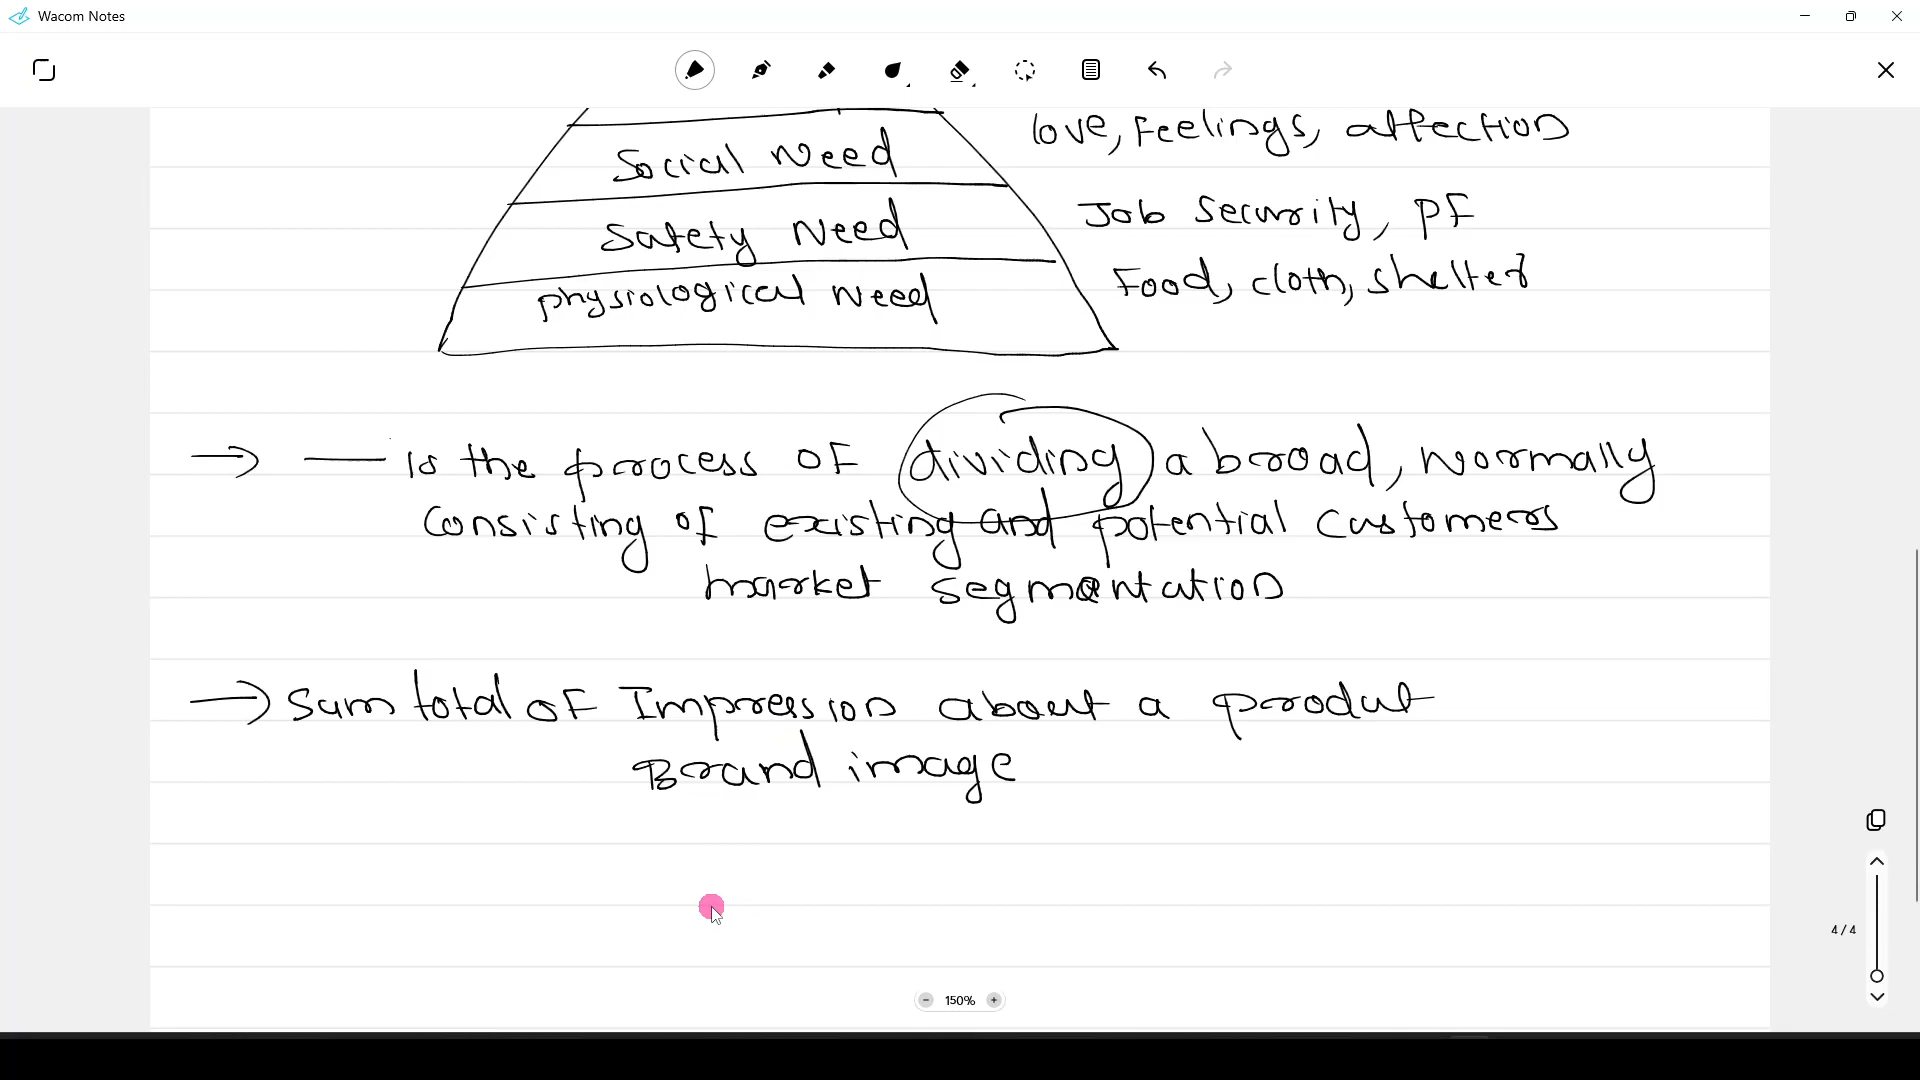 Wacom Notes
love, Feelings, affection
Social Need
Job Security, PF
Safety Need
Food, cloth, shelter
physiological Need
→ — is the process of dividing a broad, Normally
Consisting of existing and potential customers
market segmentation
→ Sum total of Impression about a produt
Brand image
4 / 4
150%